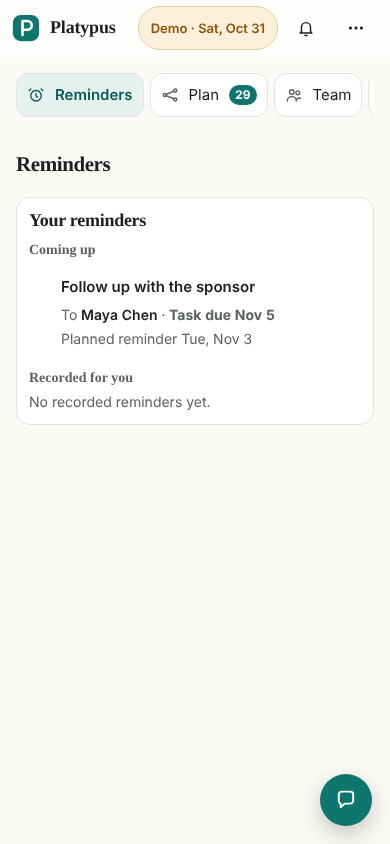 P Platypus
Demo · Sat, Oct 31
Reminders
Plan 29
Team
Reminders
Your reminders
Coming up
Follow up with the sponsor
To Maya Chen · Task due Nov 5
Planned reminder Tue, Nov 3
Recorded for you
No recorded reminders yet.